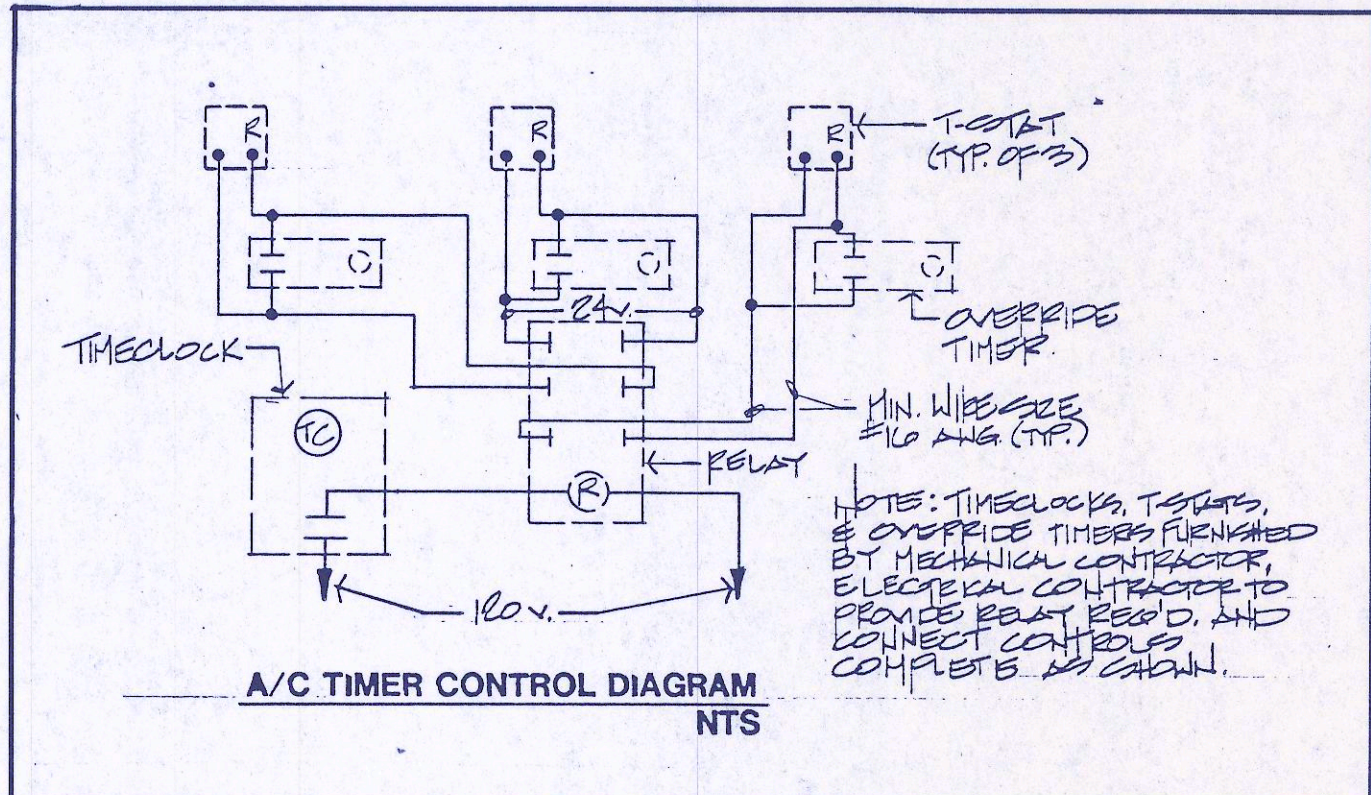 R
R
R
T-STAT
(TYP. OF 3)
24v.
OVERRIDE
TIMER
TIMECLOCK
TC
MIN. WIRE SIZE
#16 AWG. (TYP.)
RELAY
R
NOTE: TIMECLOCKS, T-STATS,
& OVERRIDE TIMERS FURNISHED
BY MECHANICAL CONTRACTOR,
ELECTRICAL CONTRACTOR TO
PROVIDE RELAY REQ'D. AND
CONNECT CONTROLS
COMPLETE AS SHOWN.
120 v.
A/C TIMER CONTROL DIAGRAM
NTS